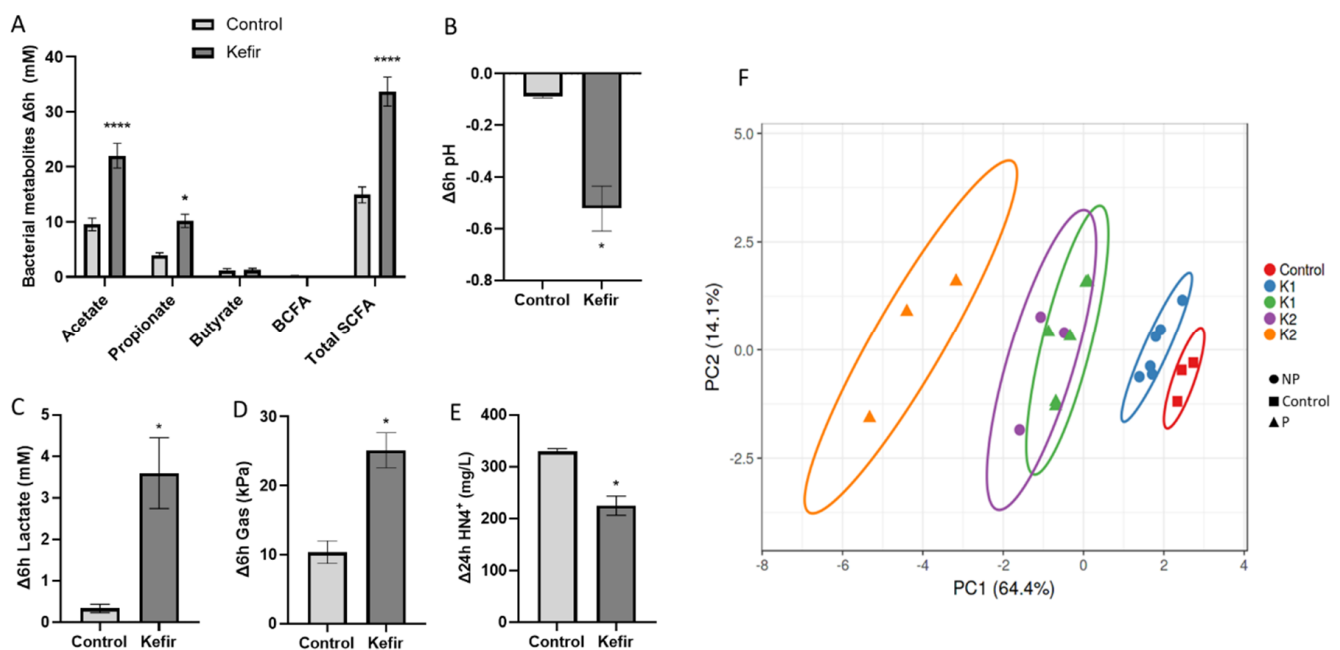 A
Control
Kefir
Bacterial metabolites Δ6h (mM)
40
30
20
10
0
****
*
****
Acetate
Propionate
Butyrate
BCFA
Total SCFA
B
Δ6h pH
0.0
-0.2
-0.4
-0.6
-0.8
*
Control
Kefir
C
Δ6h Lactate (mM)
5
4
3
2
1
0
*
Control
Kefir
D
Δ6h Gas (kPa)
30
20
10
0
*
Control
Kefir
E
Δ24h HN4⁺ (mg/L)
400
300
200
100
0
*
Control
Kefir
F
PC2 (14.1%)
5.0
2.5
0.0
-2.5
-8
-6
-4
-2
0
2
4
PC1 (64.4%)
Control
K1
K1
K2
K2
NP
Control
P